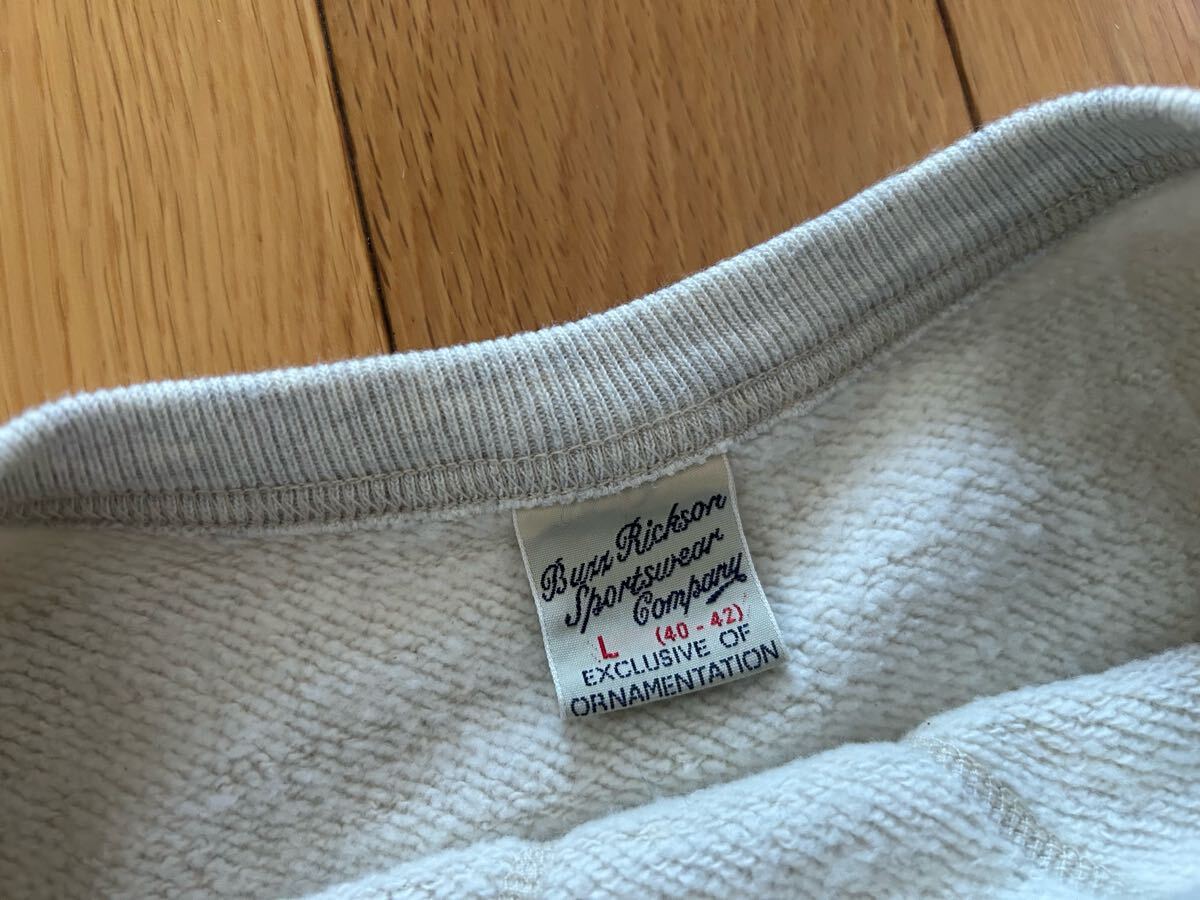 Buzz Rickson
Sportswear
Company
L (40 - 42)
EXCLUSIVE OF
ORNAMENTATION